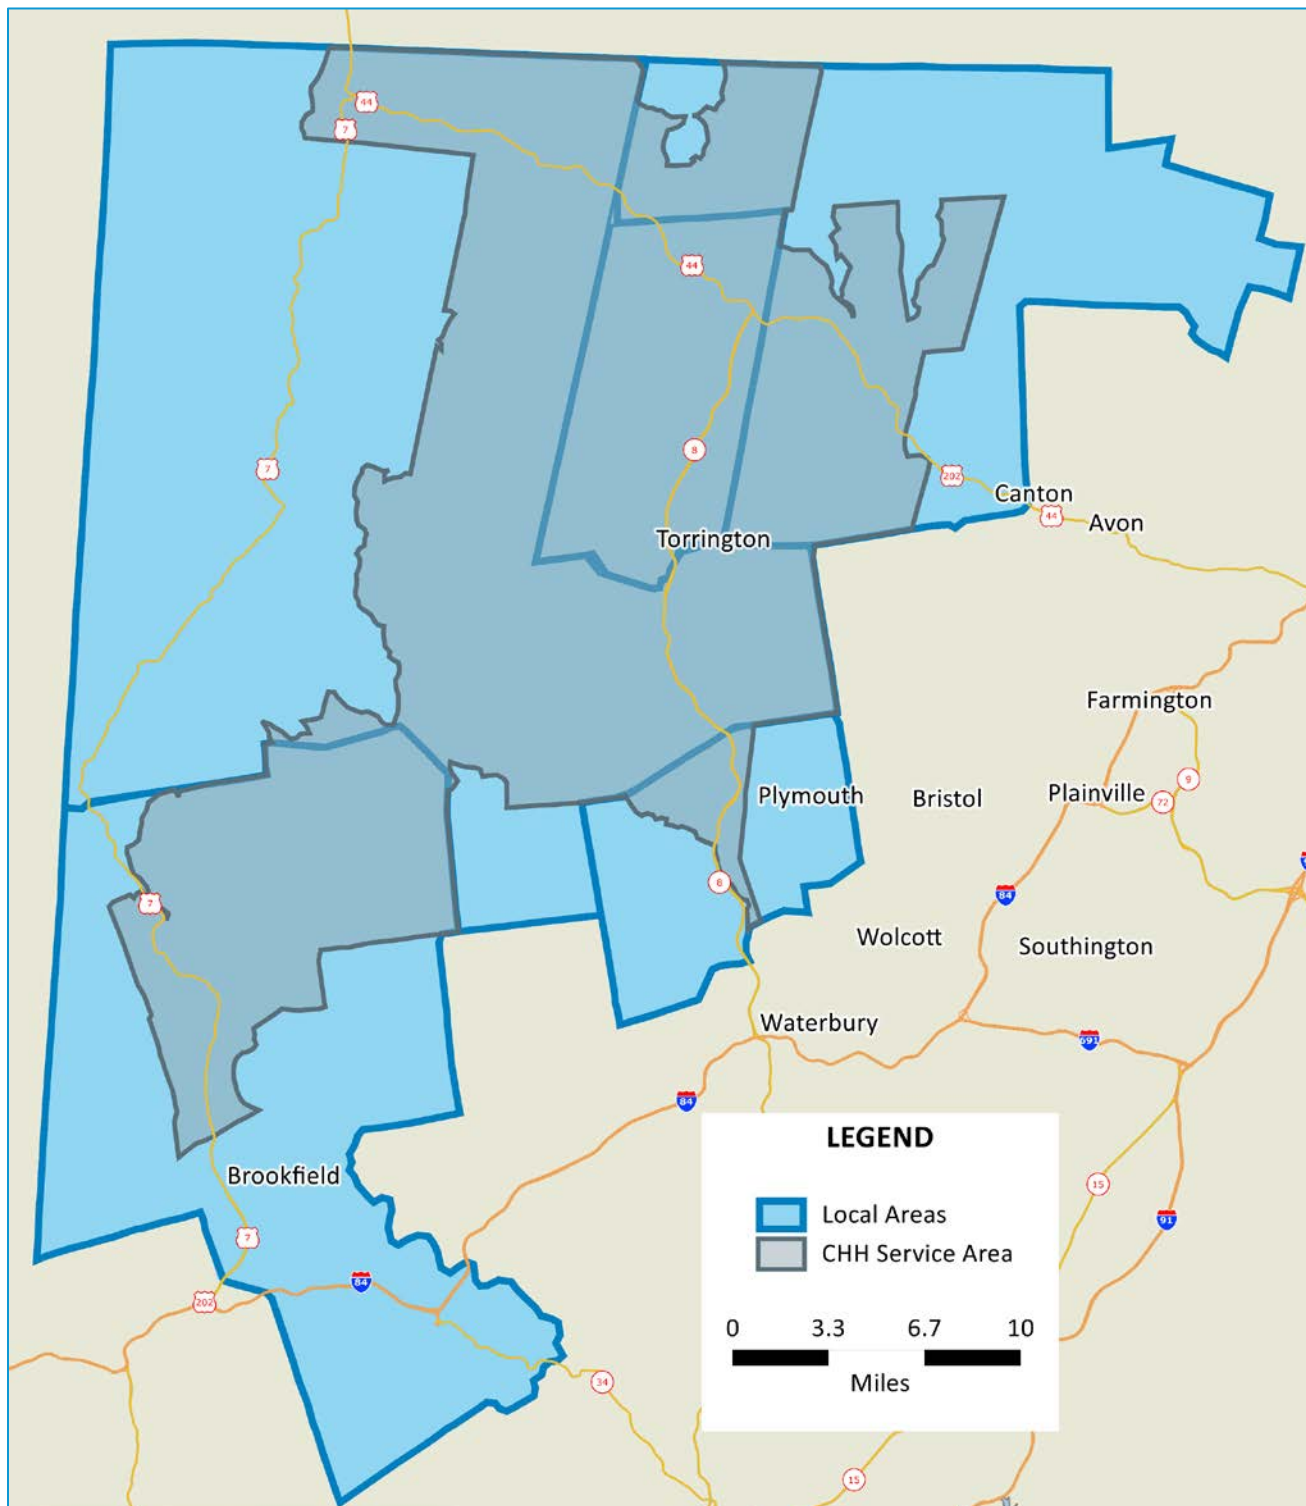 44
7
44
7
8
202
Canton
44
Avon
Torrington
Farmington
9
Plymouth
Bristol
Plainville
72
8
84
7
Wolcott
Southington
Waterbury
691
84
LEGEND
Brookfield
15
Local Areas
91
7
CHH Service Area
84
202
0 3.3 6.7 10
Miles
34
15